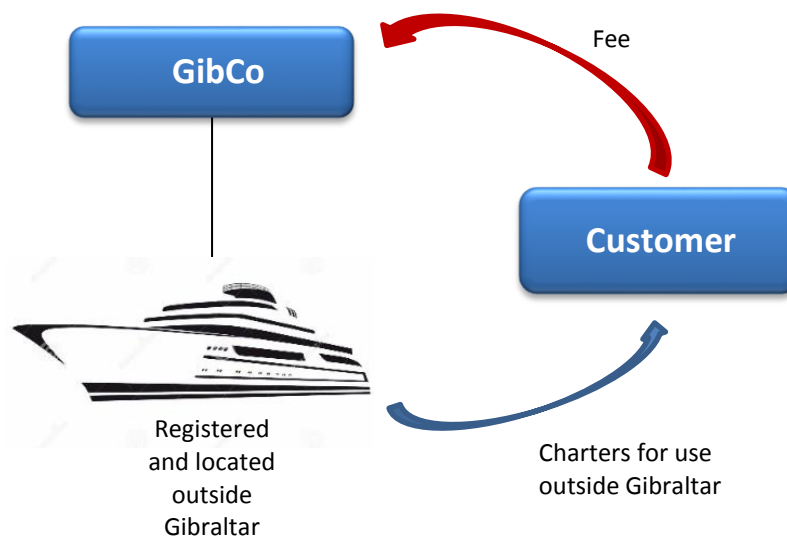 GibCo
Fee
Customer
Registered
and located
outside
Gibraltar
Charters for use
outside Gibraltar